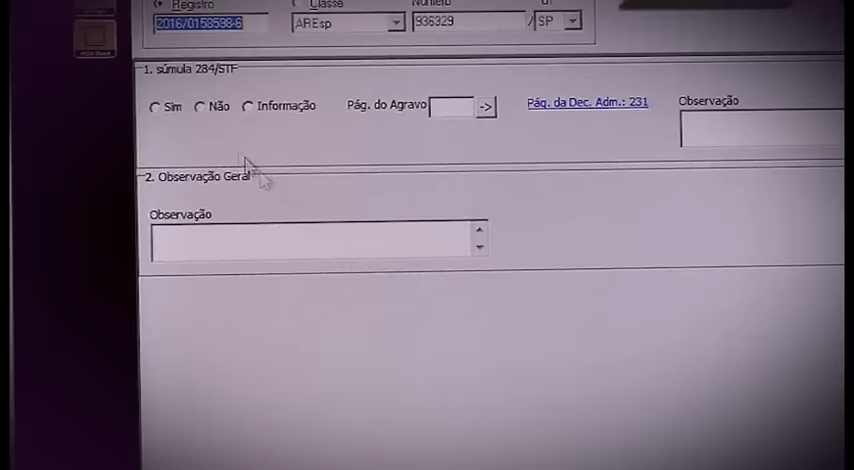 Registro Classe Número UF
2016/0158598-6 AREsp 936329 / SP
1. súmula 284/STF
Sim Não Informação Pág. do Agravo -> Pág. da Dec. Adm.: 231 Observação
2. Observação Geral
Observação